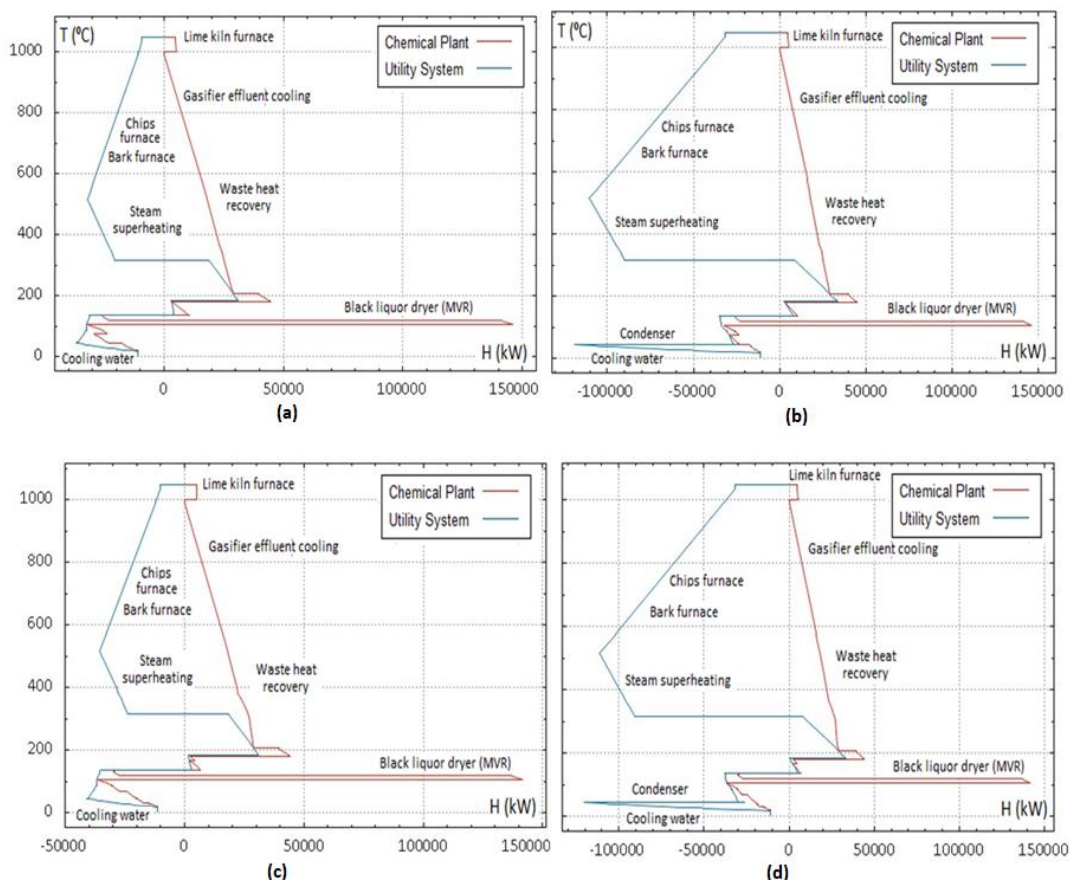 T (ºC)
Lime kiln furnace
Chemical Plant
Utility System
Gasifier effluent cooling
Chips
furnace
Bark furnace
Waste heat
recovery
Steam
superheating
Black liquor dryer (MVR)
Cooling water
H (kW)
1000
800
600
400
200
0
0
50000
100000
150000
(a)
T (ºC)
Lime kiln furnace
Chemical Plant
Utility System
Gasifier effluent cooling
Chips furnace
Bark furnace
Waste heat
recovery
Steam superheating
Black liquor dryer (MVR)
Condenser
Cooling water
H (kW)
-100000
-50000
0
50000
100000
150000
(b)
Lime kiln furnace
Chemical Plant
Utility System
Gasifier effluent cooling
Chips
furnace
Bark furnace
Steam
superheating
Waste heat
recovery
Black liquor dryer (MVR)
Cooling water
H (kW)
1000
800
600
400
200
0
-50000
0
50000
100000
150000
(c)
Lime kiln furnace
Chemical Plant
Utility System
Gasifier effluent cooling
Chips furnace
Bark furnace
Waste heat
recovery
Steam superheating
Black liquor dryer (MVR)
Condenser
Cooling water
H (kW)
-100000
-50000
0
50000
100000
150000
(d)